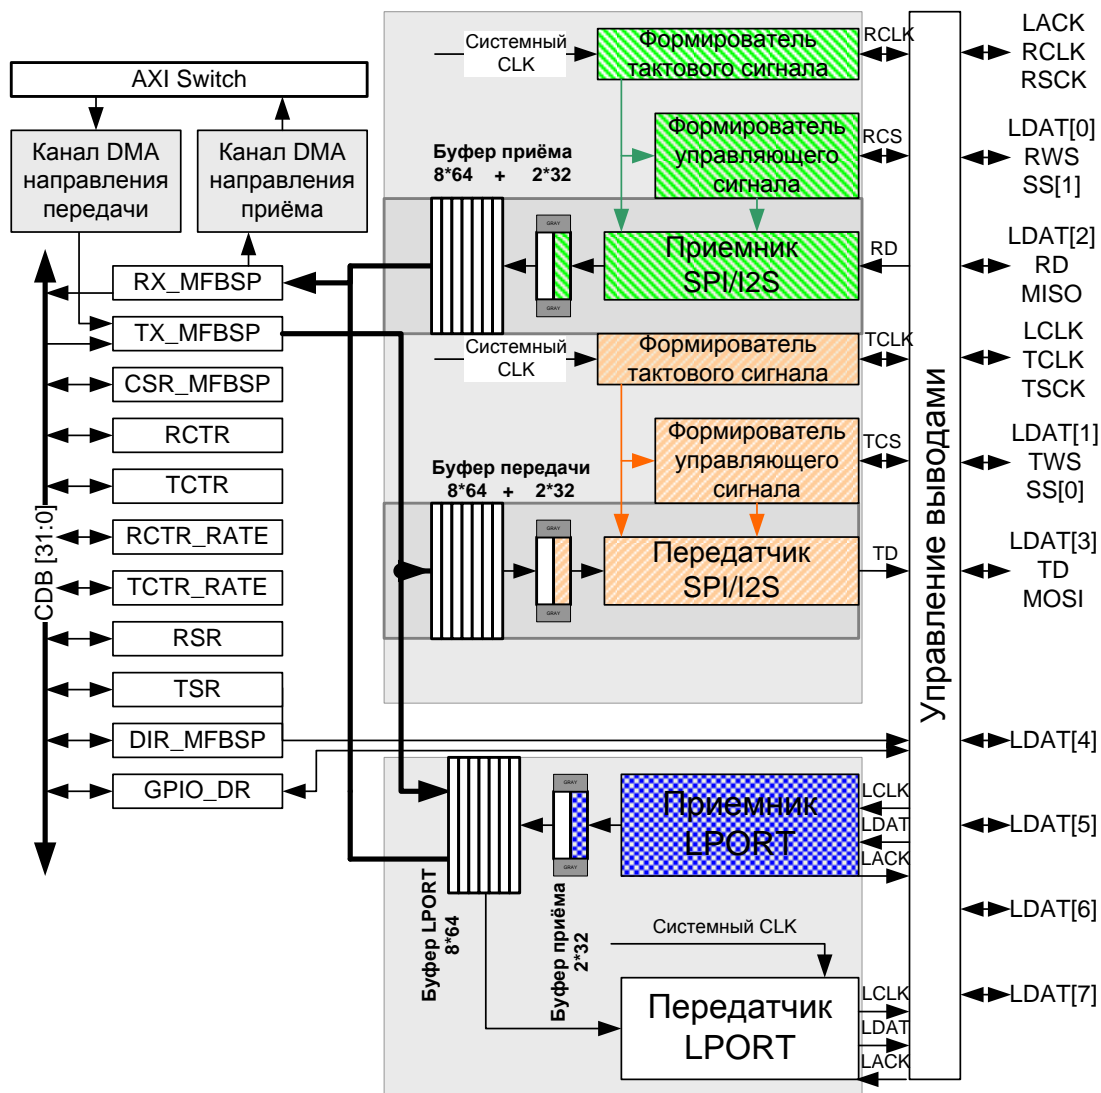 AXI Switch
Канал DMA
направления
передачи
Канал DMA
направления
приёма
RX_MFBSP
TX_MFBSP
CSR_MFBSP
RCTR
TCTR
RCTR_RATE
TCTR_RATE
RSR
TSR
DIR_MFBSP
GPIO_DR
CDB [31:0]
Системный
CLK
Формирователь
тактового сигнала
RCLK
Формирователь
управляющего
сигнала
RCS
Буфер приёма
8*64 + 2*32
GRAY
GRAY
Приемник
SPI/I2S
RD
Системный
CLK
Формирователь
тактового сигнала
TCLK
Формирователь
управляющего
сигнала
TCS
Буфер передачи
8*64 + 2*32
GRAY
GRAY
Передатчик
SPI/I2S
TD
GRAY
GRAY
Приемник
LPORT
LCLK
LDAT
LACK
Буфер LPORT
8*64
Буфер приёма
2*32
Системный CLK
Передатчик
LPORT
LCLK
LDAT
LACK
Управление выводами
LACK
RCLK
RSCK
LDAT[0]
RWS
SS[1]
LDAT[2]
RD
MISO
LCLK
TCLK
TSCK
LDAT[1]
TWS
SS[0]
LDAT[3]
TD
MOSI
LDAT[4]
LDAT[5]
LDAT[6]
LDAT[7]